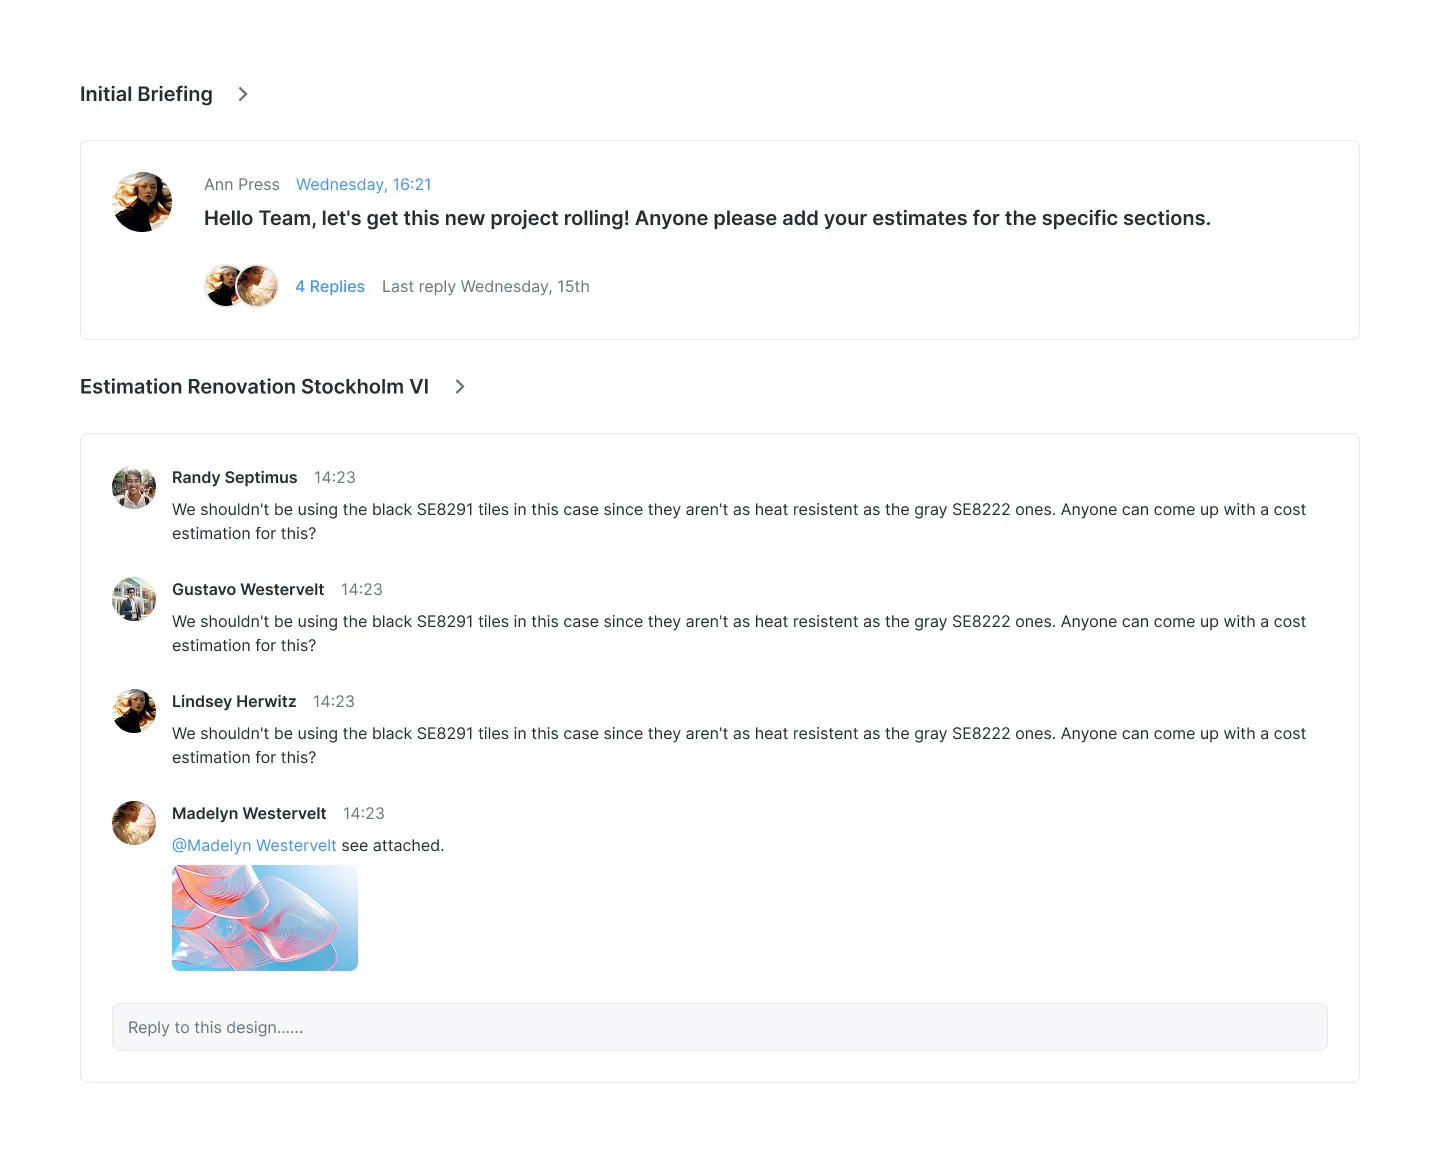 Initial Briefing
Ann Press Wednesday, 16:21
Hello Team, let's get this new project rolling! Anyone please add your estimates for the specific sections.
4 Replies Last reply Wednesday, 15th
Estimation Renovation Stockholm VI
Randy Septimus 14:23
We shouldn't be using the black SE8291 tiles in this case since they aren't as heat resistent as the gray SE8222 ones. Anyone can come up with a cost
estimation for this?
Gustavo Westervelt 14:23
We shouldn't be using the black SE8291 tiles in this case since they aren't as heat resistent as the gray SE8222 ones. Anyone can come up with a cost
estimation for this?
Lindsey Herwitz 14:23
We shouldn't be using the black SE8291 tiles in this case since they aren't as heat resistent as the gray SE8222 ones. Anyone can come up with a cost
estimation for this?
Madelyn Westervelt 14:23
@Madelyn Westervelt see attached.
Reply to this design......